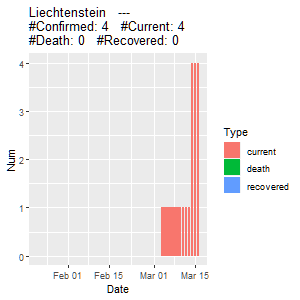 Liechtenstein   ---
#Confirmed: 4   #Current: 4
#Death: 0   #Recovered: 0
4
3
2
1
0
Num
Feb 01 Feb 15 Mar 01 Mar 15
Date
Type
current
death
recovered